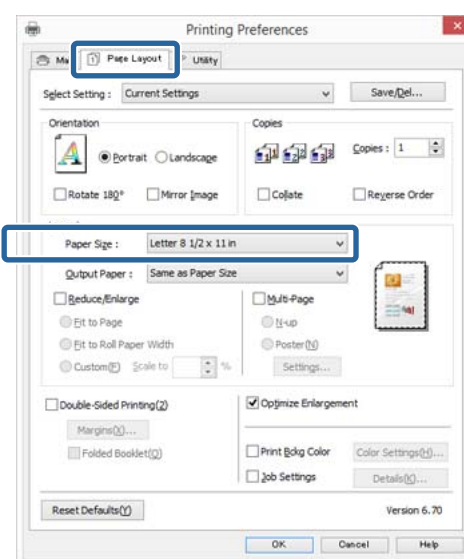 Printing Preferences
Page Layout
Utility
Select Setting : Current Settings Save/Del...
Orientation Copies
Portrait Landscape Copies : 1
Rotate 180° Mirror Image Collate Reverse Order
Paper Size : Letter 8 1/2 x 11 in
Output Paper : Same as Paper Size
Reduce/Enlarge Multi-Page
Fit to Page N-up
Fit to Roll Paper Width Poster(N)
Custom(F) Scale to % Settings...
Double-Sided Printing(2) Optimize Enlargement
Margins(X)...
Folded Booklet(Q) Print Bckg Color Color Settings(H)...
Job Settings Details(K)...
Reset Defaults(Y) Version 6.70
OK Cancel Help